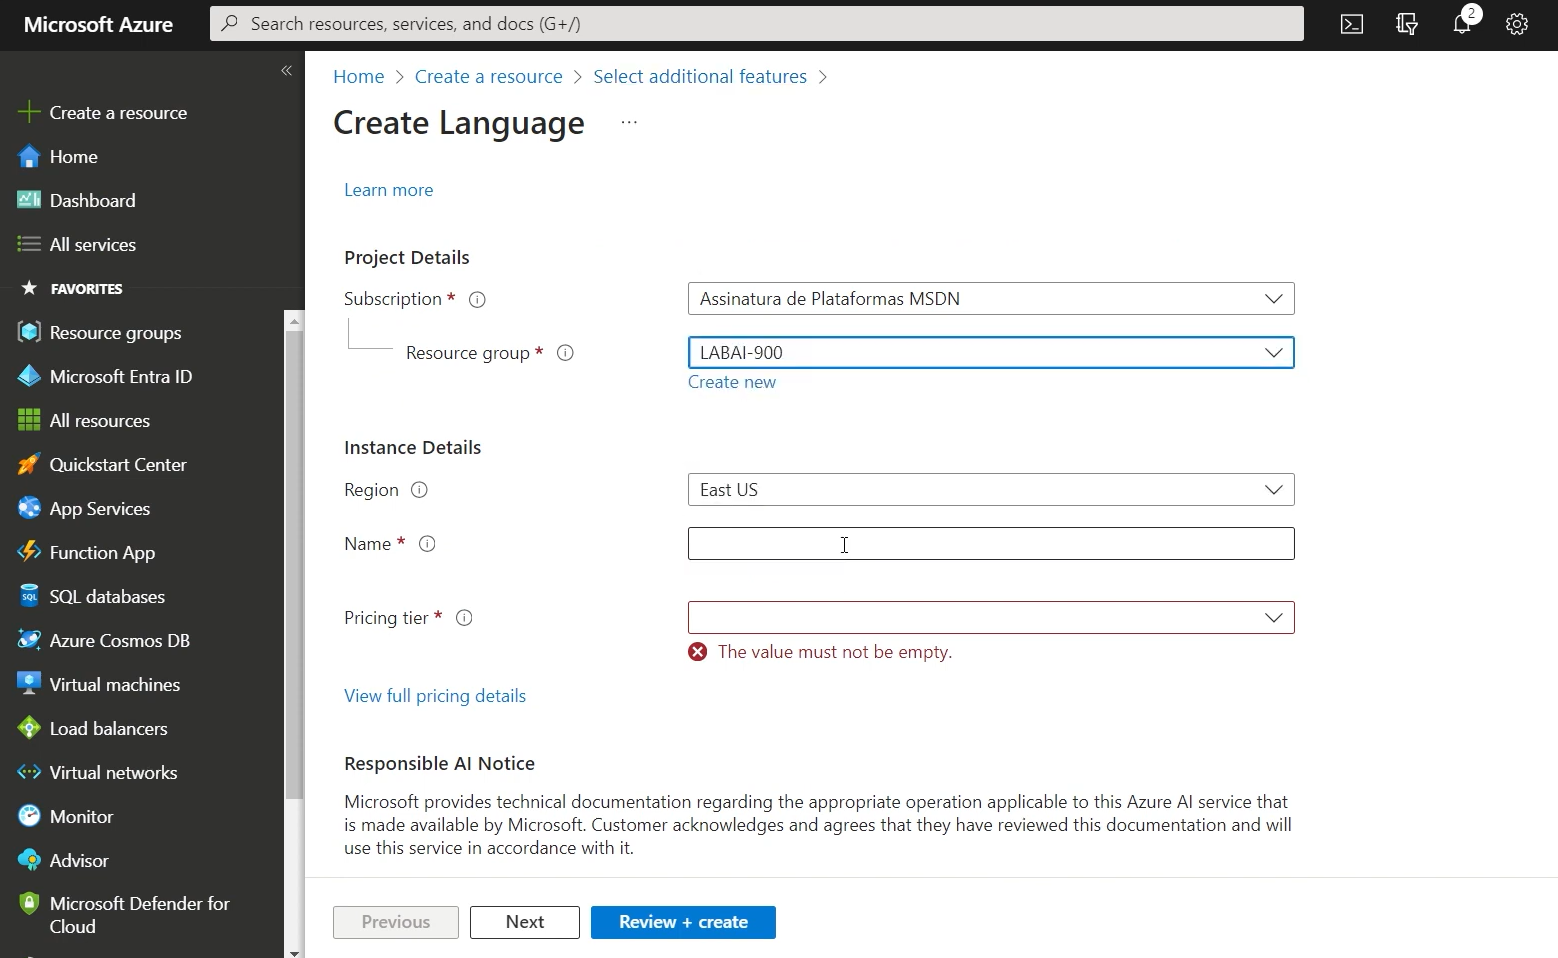 Microsoft Azure
Search resources, services, and docs (G+/)
2
«
Create a resource
Home
Dashboard
All services
FAVORITES
Resource groups
Microsoft Entra ID
All resources
Quickstart Center
App Services
Function App
SQL databases
Azure Cosmos DB
Virtual machines
Load balancers
Virtual networks
Monitor
Advisor
Microsoft Defender for
Cloud
Home > Create a resource > Select additional features >
Create Language ...
Learn more
Project Details
Subscription * Assinatura de Plataformas MSDN
Resource group * LABAI-900
Create new
Instance Details
Region East US
Name *
Pricing tier *
The value must not be empty.
View full pricing details
Responsible AI Notice
Microsoft provides technical documentation regarding the appropriate operation applicable to this Azure AI service that
is made available by Microsoft. Customer acknowledges and agrees that they have reviewed this documentation and will
use this service in accordance with it.
Previous Next Review + create